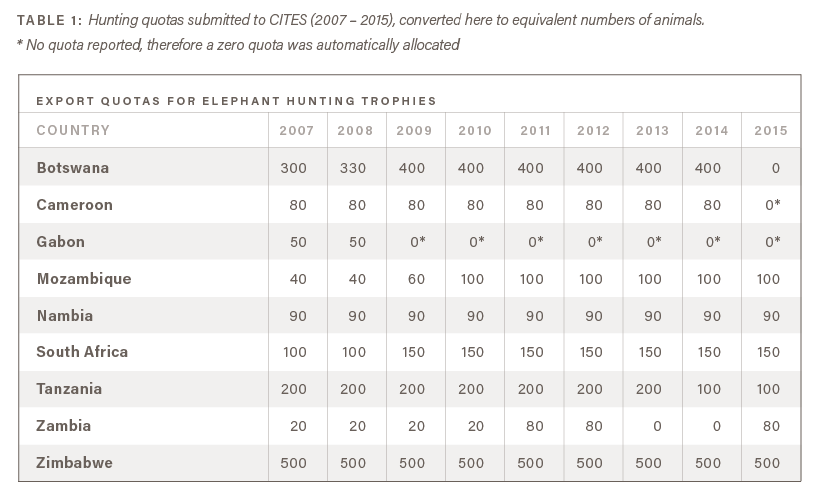 TABLE 1: Hunting quotas submitted to CITES (2007 – 2015), converted here to equivalent numbers of animals.
* No quota reported, therefore a zero quota was automatically allocated
EXPORT QUOTAS FOR ELEPHANT HUNTING TROPHIES
COUNTRY 2007 2008 2009 2010 2011 2012 2013 2014 2015
Botswana 300 330 400 400 400 400 400 400 0
Cameroon 80 80 80 80 80 80 80 80 0*
Gabon 50 50 0* 0* 0* 0* 0* 0* 0*
Mozambique 40 40 60 100 100 100 100 100 100
Nambia 90 90 90 90 90 90 90 90 90
South Africa 100 100 150 150 150 150 150 150 150
Tanzania 200 200 200 200 200 200 200 100 100
Zambia 20 20 20 20 80 80 0 0 80
Zimbabwe 500 500 500 500 500 500 500 500 500